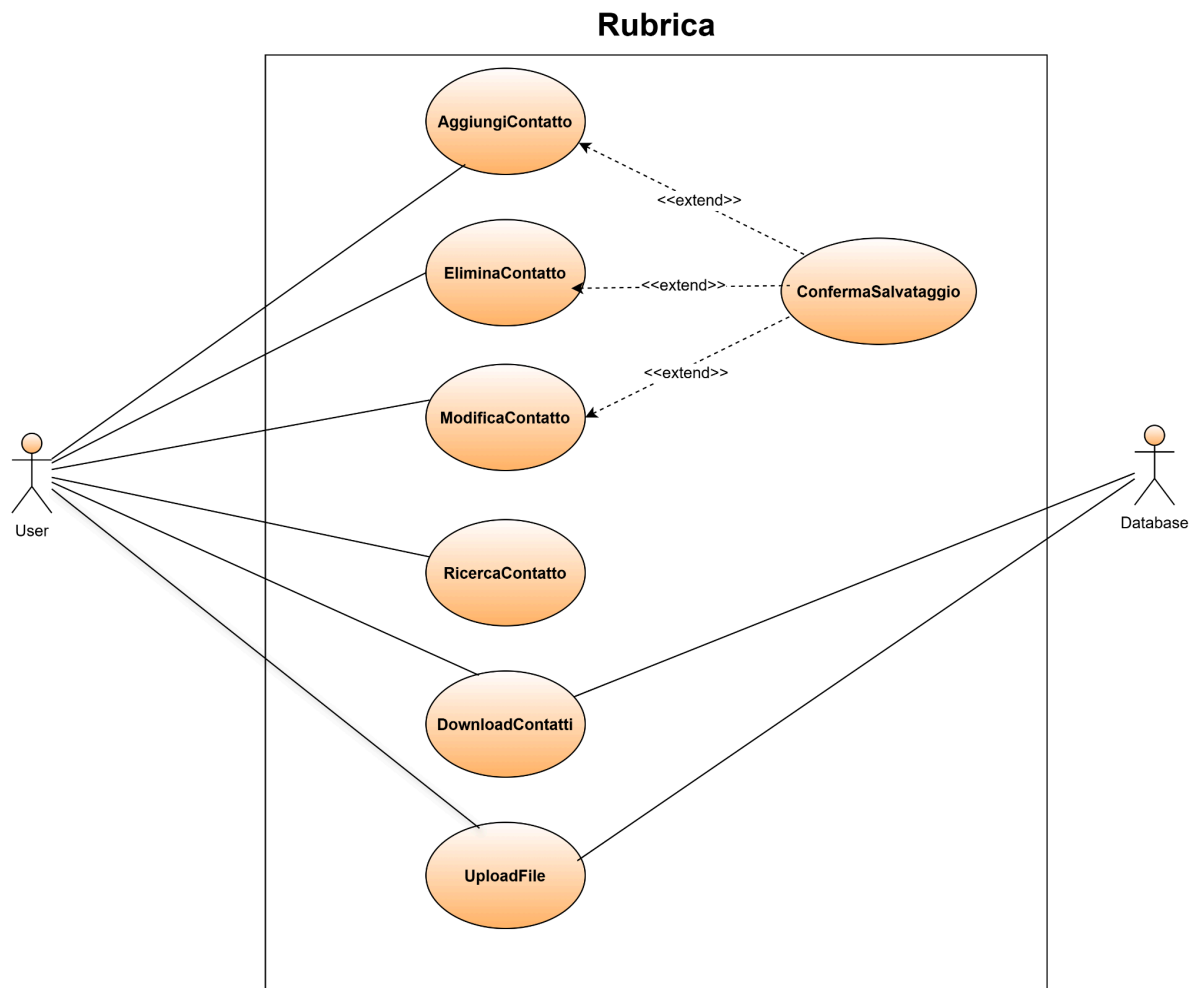 Rubrica
AggiungiContatto
<<extend>>
EliminaContatto
<<extend>>
ConfermaSalvataggio
<<extend>>
ModificaContatto
User
Database
RicercaContatto
DownloadContatti
UploadFile